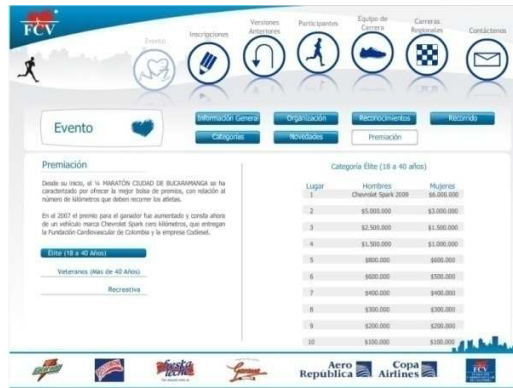 FCV
Evento
Inscripciones
Versiones
Anteriores
Participantes
Equipo de
Carrera
Carreras
Regionales
Contáctenos
Evento
Información General
Organización
Reconocimientos
Recorrido
Categorías
Novedades
Premiación
Premiación
Desde su inicio, el ½ MARATÓN CIUDAD DE BUCARAMANGA se ha
caracterizado por ofrecer la mejor bolsa de premios, con relación al
número de kilómetros que deben recorrer los atletas.
En el 2007 el premio para el ganador fue aumentado y consta ahora
de un vehículo marca Chevrolet Spark cero kilómetros, que entregan
la Fundación Cardiovascular de Colombia y la empresa Codiesel.
Élite (18 a 40 Años)
Veteranos (Más de 40 Años)
Recreativa
Categoría Élite (18 a 40 años)
Lugar Hombres Mujeres
1 Chevrolet Spark 2009 $6.000.000
2 $5.000.000 $3.000.000
3 $2.500.000 $1.500.000
4 $1.500.000 $1.000.000
5 $800.000 $600.000
6 $600.000 $500.000
7 $400.000 $400.000
8 $300.000 $300.000
9 $200.000 $200.000
10 $100.000 $100.000
freska
leche
Aero
República
Copa
Airlines
FCV